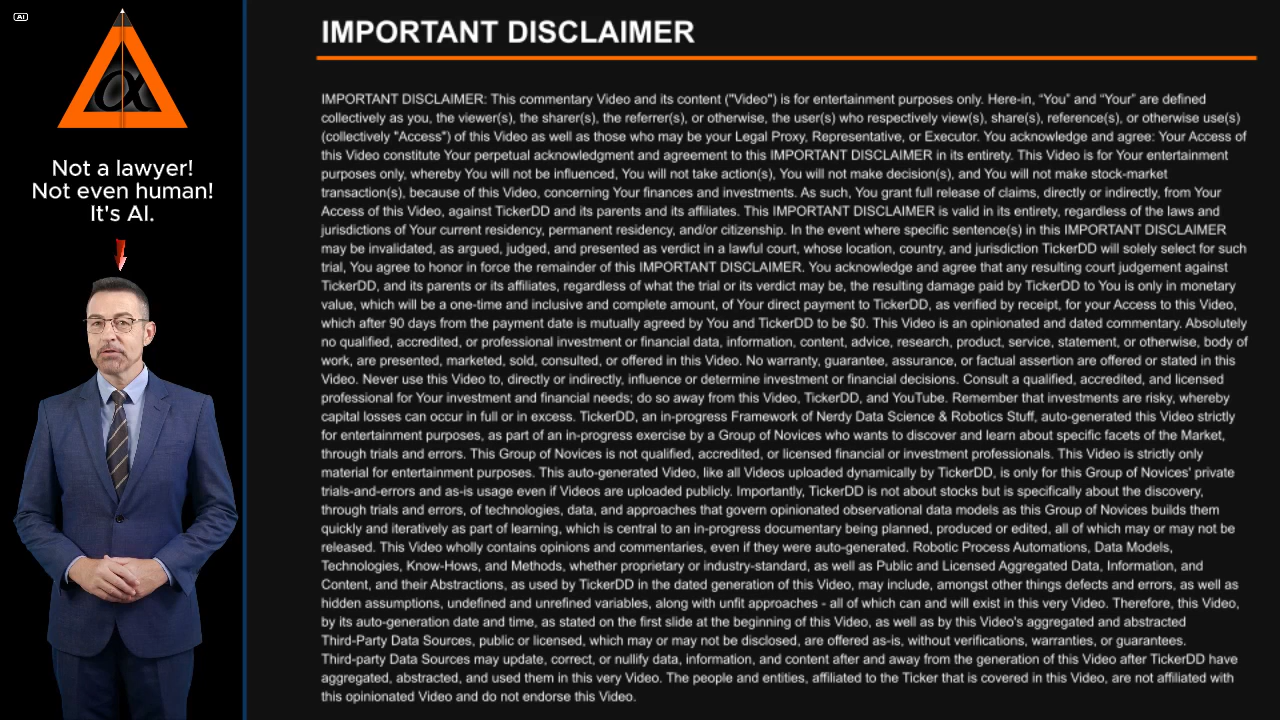 AI
α
Not a lawyer!
Not even human!
It's AI.
IMPORTANT DISCLAIMER
IMPORTANT DISCLAIMER: This commentary Video and its content ("Video") is for entertainment purposes only. Here-in, “You” and “Your” are defined
collectively as you, the viewer(s), the sharer(s), the referrer(s), or otherwise, the user(s) who respectively view(s), share(s), reference(s), or otherwise use(s)
(collectively "Access") of this Video as well as those who may be your Legal Proxy, Representative, or Executor. You acknowledge and agree: Your Access of
this Video constitute Your perpetual acknowledgment and agreement to this IMPORTANT DISCLAIMER in its entirety. This Video is for Your entertainment
purposes only, whereby You will not be influenced, You will not take action(s), You will not make decision(s), and You will not make stock-market
transaction(s), because of this Video, concerning Your finances and investments. As such, You grant full release of claims, directly or indirectly, from Your
Access of this Video, against TickerDD and its parents and its affiliates. This IMPORTANT DISCLAIMER is valid in its entirety, regardless of the laws and
jurisdictions of Your current residency, permanent residency, and/or citizenship. In the event where specific sentence(s) in this IMPORTANT DISCLAIMER
may be invalidated, as argued, judged, and presented as verdict in a lawful court, whose location, country, and jurisdiction TickerDD will solely select for such
trial, You agree to honor in force the remainder of this IMPORTANT DISCLAIMER. You acknowledge and agree that any resulting court judgement against
TickerDD, and its parents or its affiliates, regardless of what the trial or its verdict may be, the resulting damage paid by TickerDD to You is only in monetary
value, which will be a one-time and inclusive and complete amount, of Your direct payment to TickerDD, as verified by receipt, for your Access to this Video,
which after 90 days from the payment date is mutually agreed by You and TickerDD to be $0. This Video is an opinionated and dated commentary. Absolutely
no qualified, accredited, or professional investment or financial data, information, content, advice, research, product, service, statement, or otherwise, body of
work, are presented, marketed, sold, consulted, or offered in this Video. No warranty, guarantee, assurance, or factual assertion are offered or stated in this
Video. Never use this Video to, directly or indirectly, influence or determine investment or financial decisions. Consult a qualified, accredited, and licensed
professional for Your investment and financial needs; do so away from this Video, TickerDD, and YouTube. Remember that investments are risky, whereby
capital losses can occur in full or in excess. TickerDD, an in-progress Framework of Nerdy Data Science & Robotics Stuff, auto-generated this Video strictly
for entertainment purposes, as part of an in-progress exercise by a Group of Novices who wants to discover and learn about specific facets of the Market,
through trials and errors. This Group of Novices is not qualified, accredited, or licensed financial or investment professionals. This Video is strictly only
material for entertainment purposes. This auto-generated Video, like all Videos uploaded dynamically by TickerDD, is only for this Group of Novices' private
trials-and-errors and as-is usage even if Videos are uploaded publicly. Importantly, TickerDD is not about stocks but is specifically about the discovery,
through trials and errors, of technologies, data, and approaches that govern opinionated observational data models as this Group of Novices builds them
quickly and iteratively as part of learning, which is central to an in-progress documentary being planned, produced or edited, all of which may or may not be
released. This Video wholly contains opinions and commentaries, even if they were auto-generated. Robotic Process Automations, Data Models,
Technologies, Know-Hows, and Methods, whether proprietary or industry-standard, as well as Public and Licensed Aggregated Data, Information, and
Content, and their Abstractions, as used by TickerDD in the dated generation of this Video, may include, amongst other things defects and errors, as well as
hidden assumptions, undefined and unrefined variables, along with unfit approaches - all of which can and will exist in this very Video. Therefore, this Video,
by its auto-generation date and time, as stated on the first slide at the beginning of this Video, as well as by this Video's aggregated and abstracted
Third-Party Data Sources, public or licensed, which may or may not be disclosed, are offered as-is, without verifications, warranties, or guarantees.
Third-party Data Sources may update, correct, or nullify data, information, and content after and away from the generation of this Video after TickerDD have
aggregated, abstracted, and used them in this very Video. The people and entities, affiliated to the Ticker that is covered in this Video, are not affiliated with
this opinionated Video and do not endorse this Video.